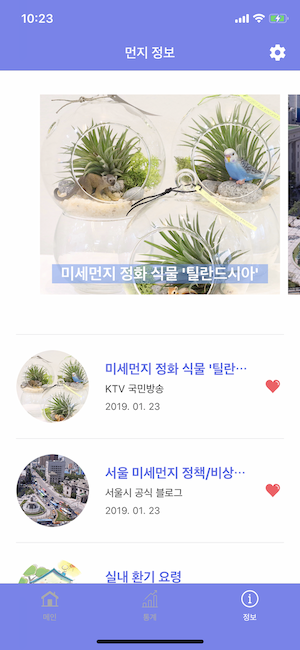 10:23
먼지 정보
미세먼지 정화 식물 '틸란드시아'
미세먼지 정화 식물 '틸란…
KTV 국민방송
2019. 01. 23
서울 미세먼지 정책/비상…
서울시 공식 블로그
2019. 01. 23
실내 환기 요령
메인
통계
정보